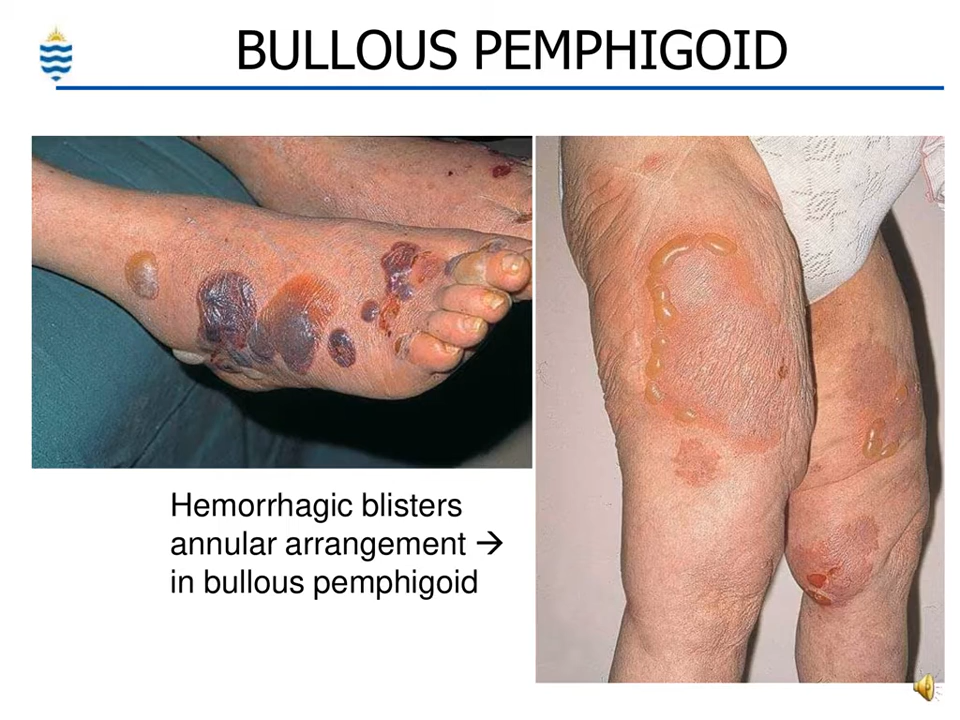 BULLOUS PEMPHIGOID
Hemorrhagic blisters
annular arrangement →
in bullous pemphigoid